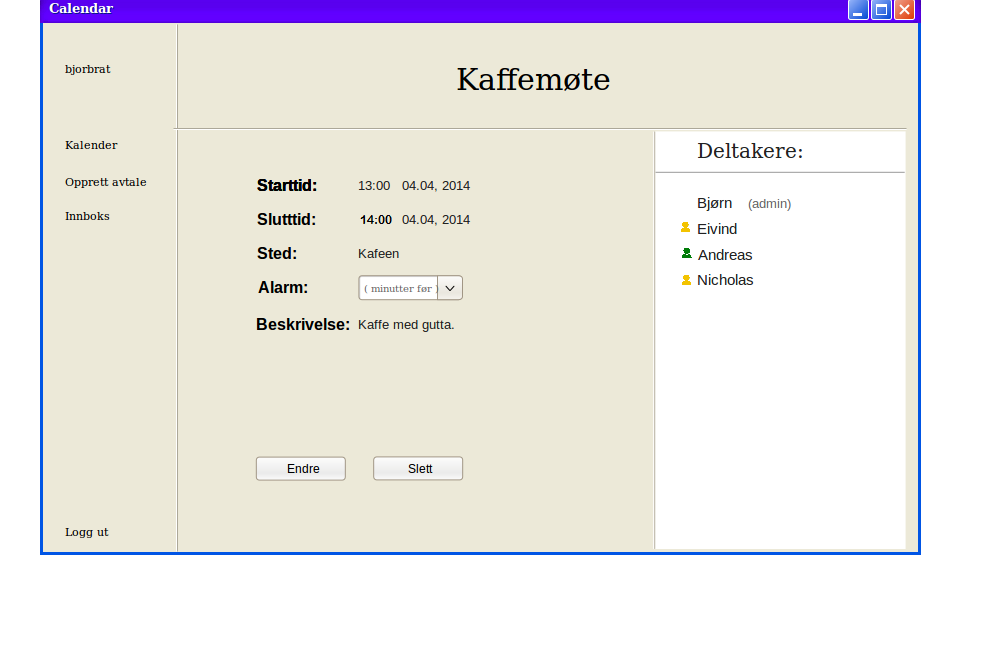 Calendar
bjorbrat
Kaffemøte
Kalender
Opprett avtale
Innboks
Logg ut
Starttid: 13:00 04.04, 2014
Slutttid: 14:00 04.04, 2014
Sted: Kafeen
Alarm: ( minutter før )
Beskrivelse: Kaffe med gutta.
Endre Slett
Deltakere:
Bjørn (admin)
Eivind
Andreas
Nicholas